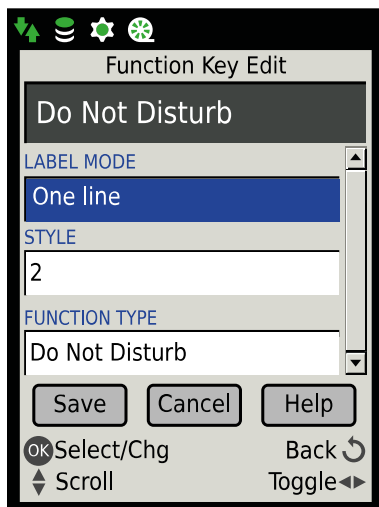 Function Key Edit
Do Not Disturb
LABEL MODE
One line
STYLE
2
FUNCTION TYPE
Do Not Disturb
Save Cancel Help
OK Select/Chg Back
Scroll Toggle